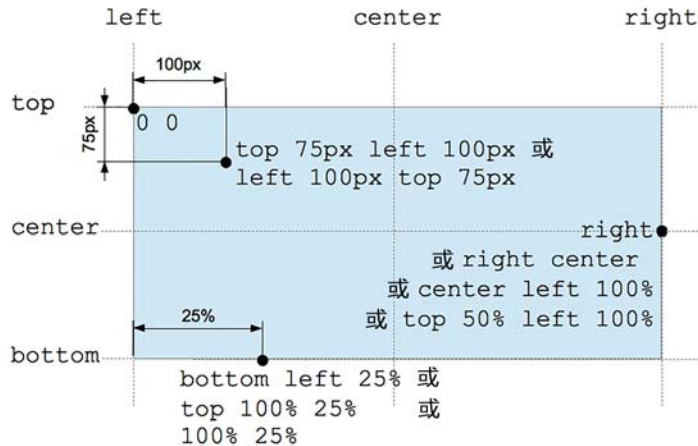 left center right
100px
top
75px
0 0
top 75px left 100px 或
left 100px top 75px
center
right
或 right center
或 center left 100%
或 top 50% left 100%
25%
bottom
bottom left 25% 或
top 100% 25% 或
100% 25%